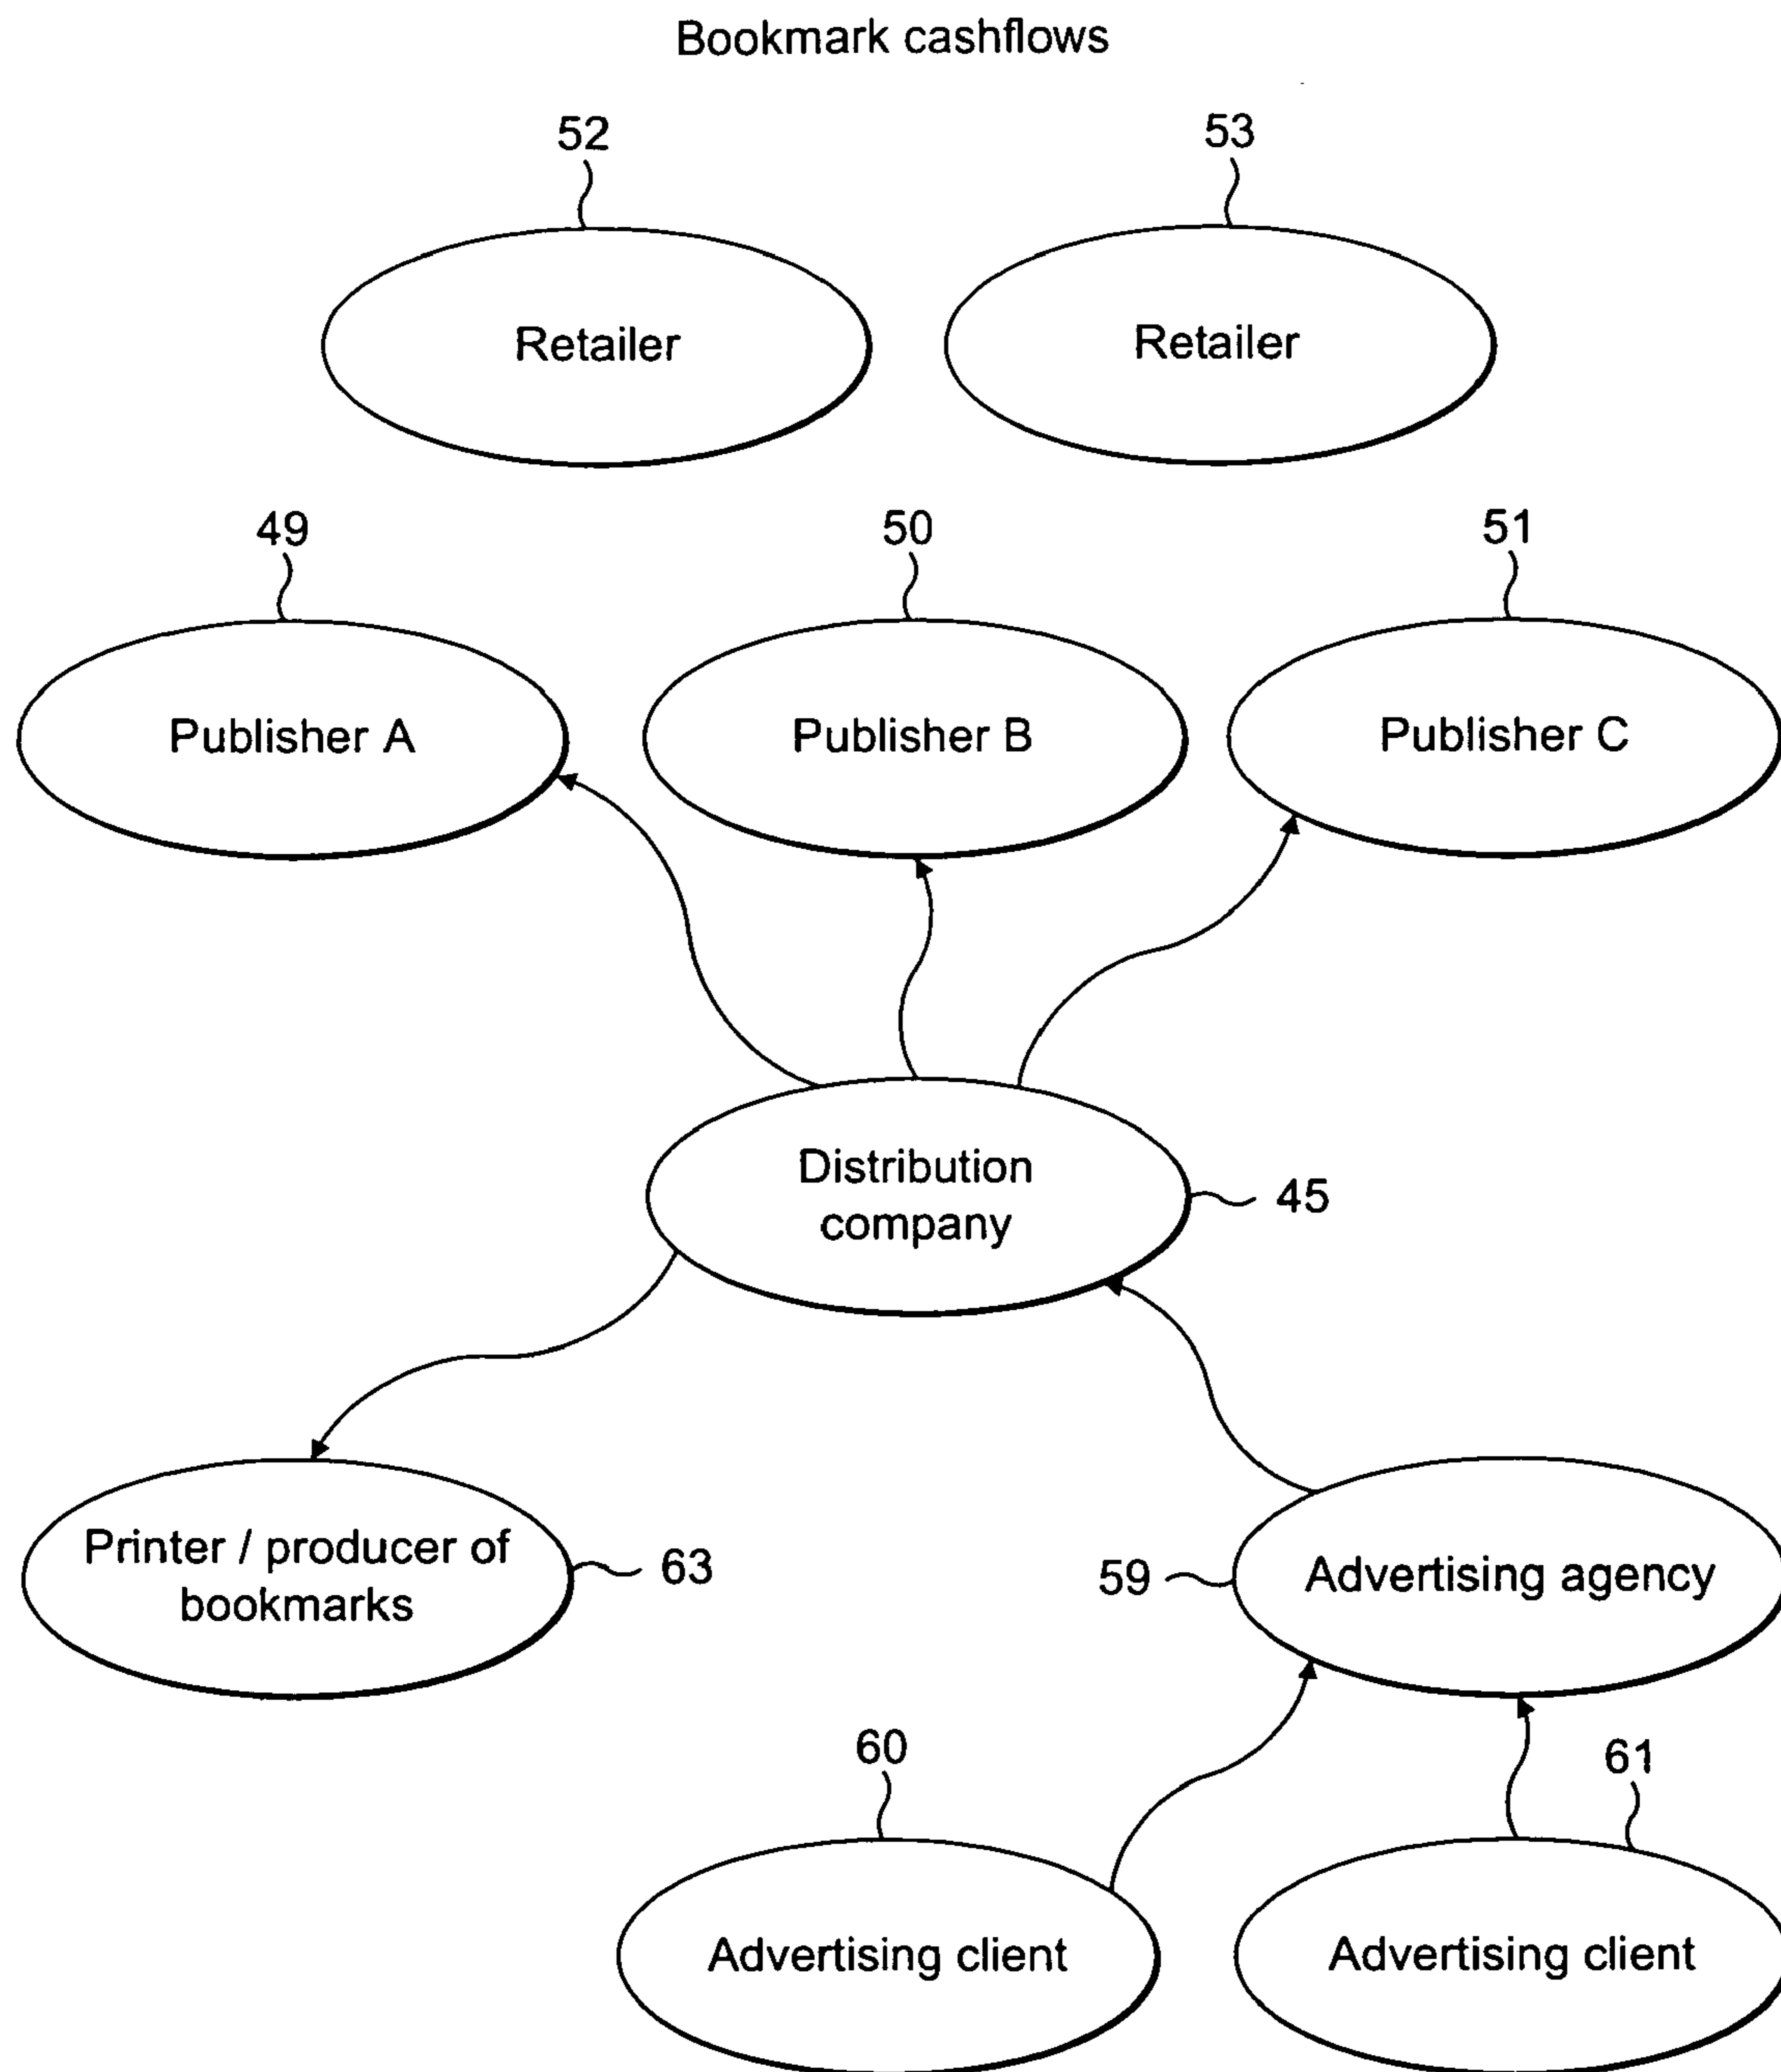 Bookmark cashflows
52
53
Retailer
Retailer
49
50
51
Publisher A
Publisher B
Publisher C
Distribution
company
45
Printer / producer of
bookmarks
63
59
Advertising agency
60
61
Advertising client
Advertising client